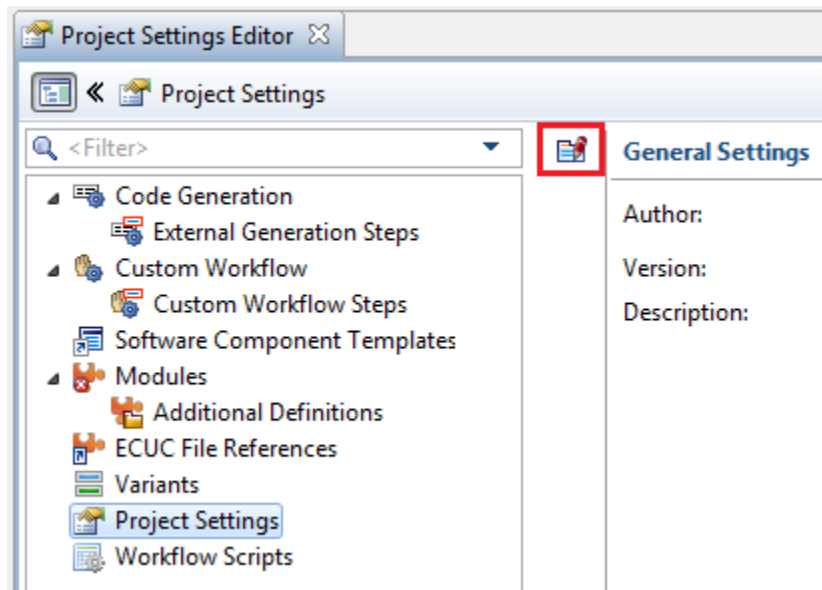 Project Settings Editor
Project Settings
<Filter>
Code Generation
External Generation Steps
Custom Workflow
Custom Workflow Steps
Software Component Templates
Modules
Additional Definitions
ECUC File References
Variants
Project Settings
Workflow Scripts
General Settings
Author:
Version:
Description: